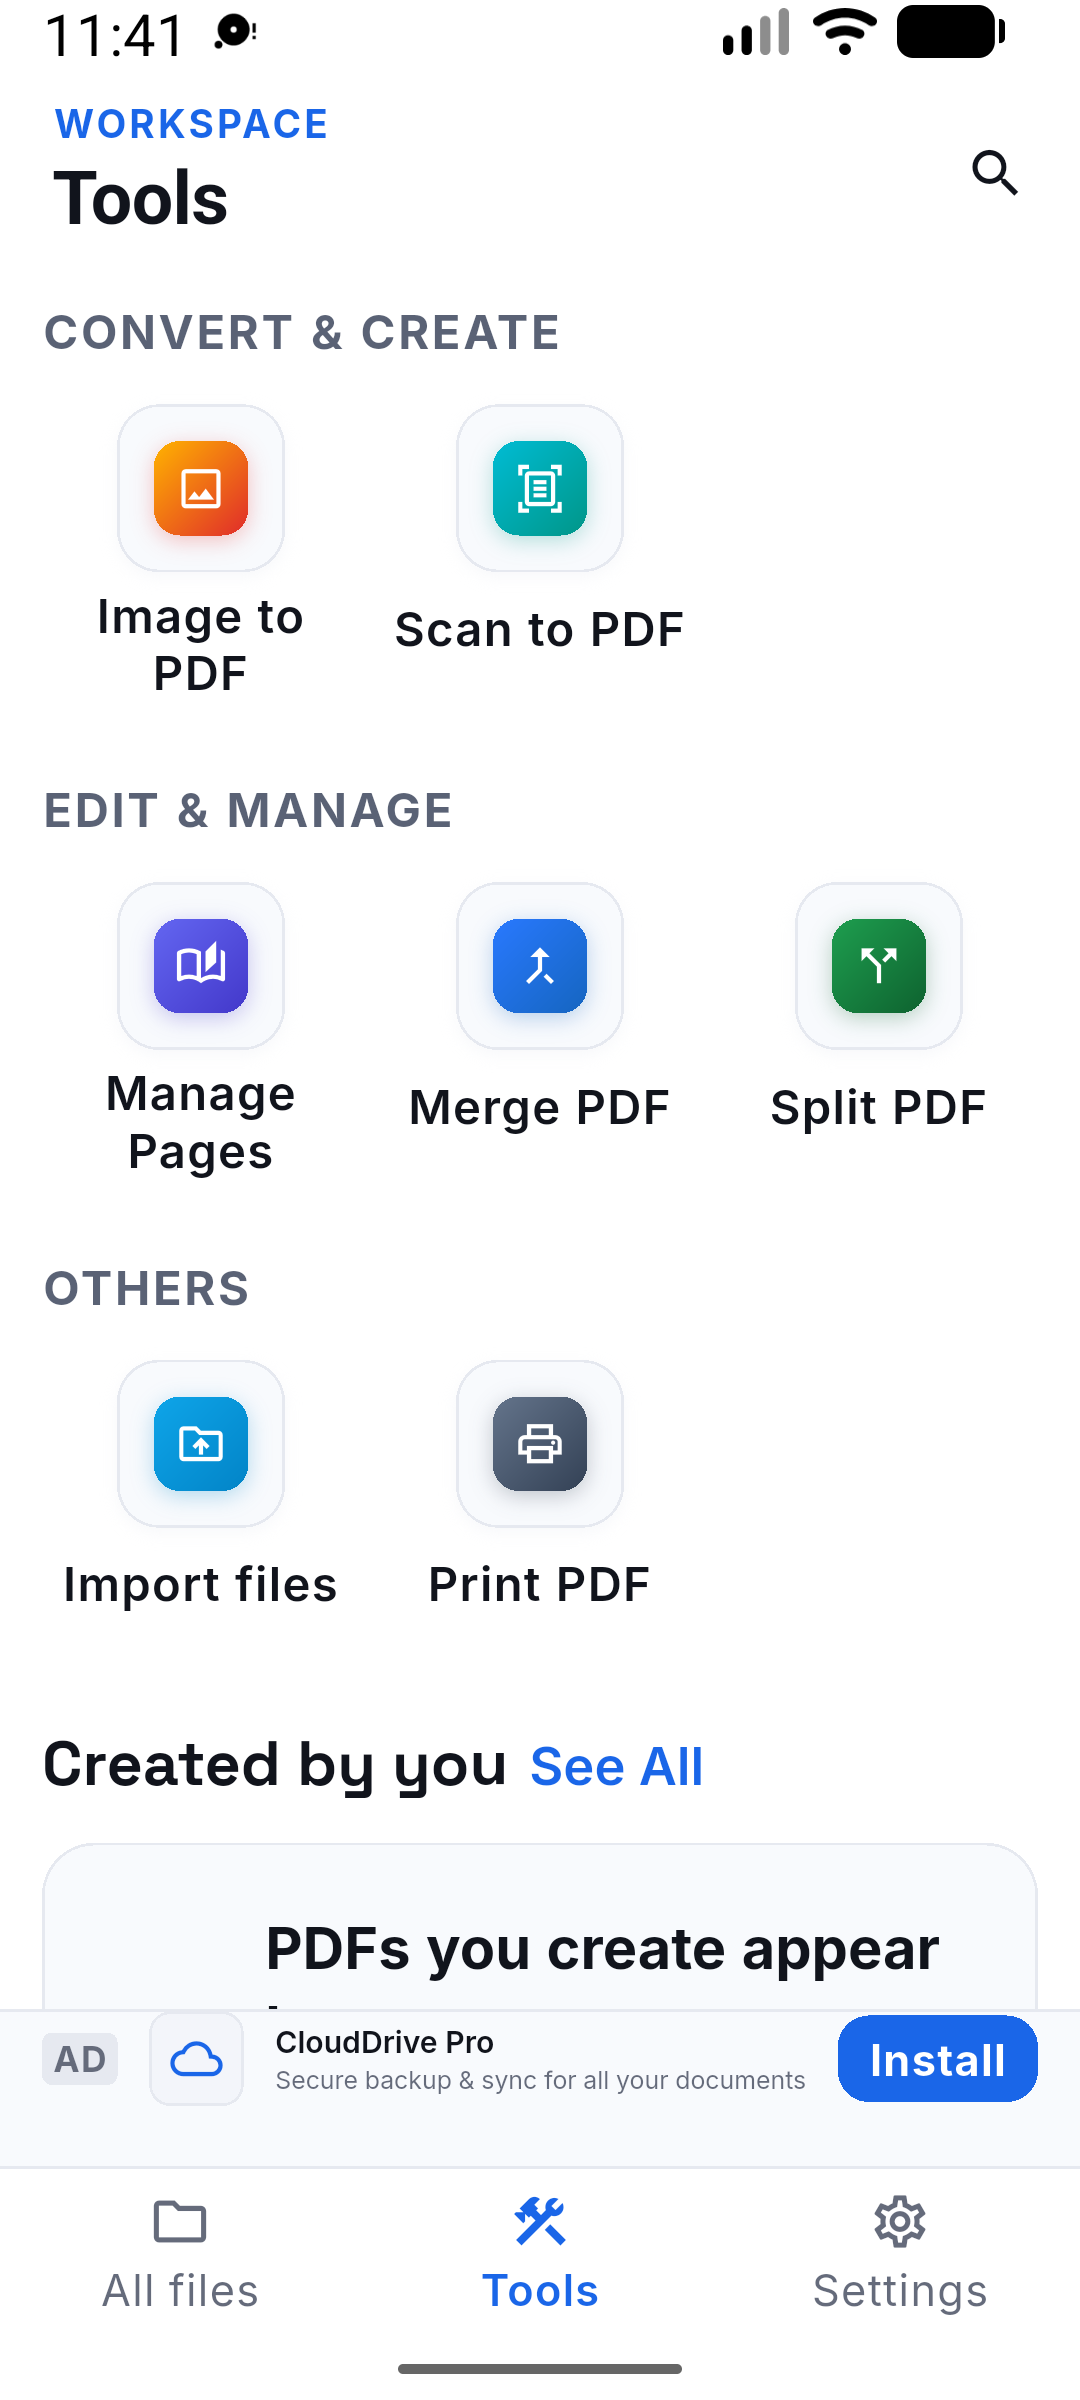 11:41
WORKSPACE
Tools
CONVERT & CREATE
Image to
PDF
Scan to PDF
EDIT & MANAGE
Manage
Pages
Merge PDF
Split PDF
OTHERS
Import files
Print PDF
Created by you See All
PDFs you create appear
AD
CloudDrive Pro
Secure backup & sync for all your documents
Install
All files
Tools
Settings